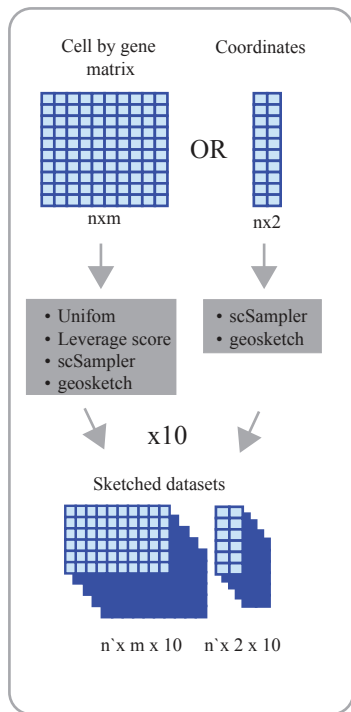 Cell by gene
matrix
Coordinates
OR
nxm
nx2
• Unifom
• Leverage score
• scSampler
• geosketch
• scSampler
• geosketch
x10
Sketched datasets
n`x m x 10
n`x 2 x 10